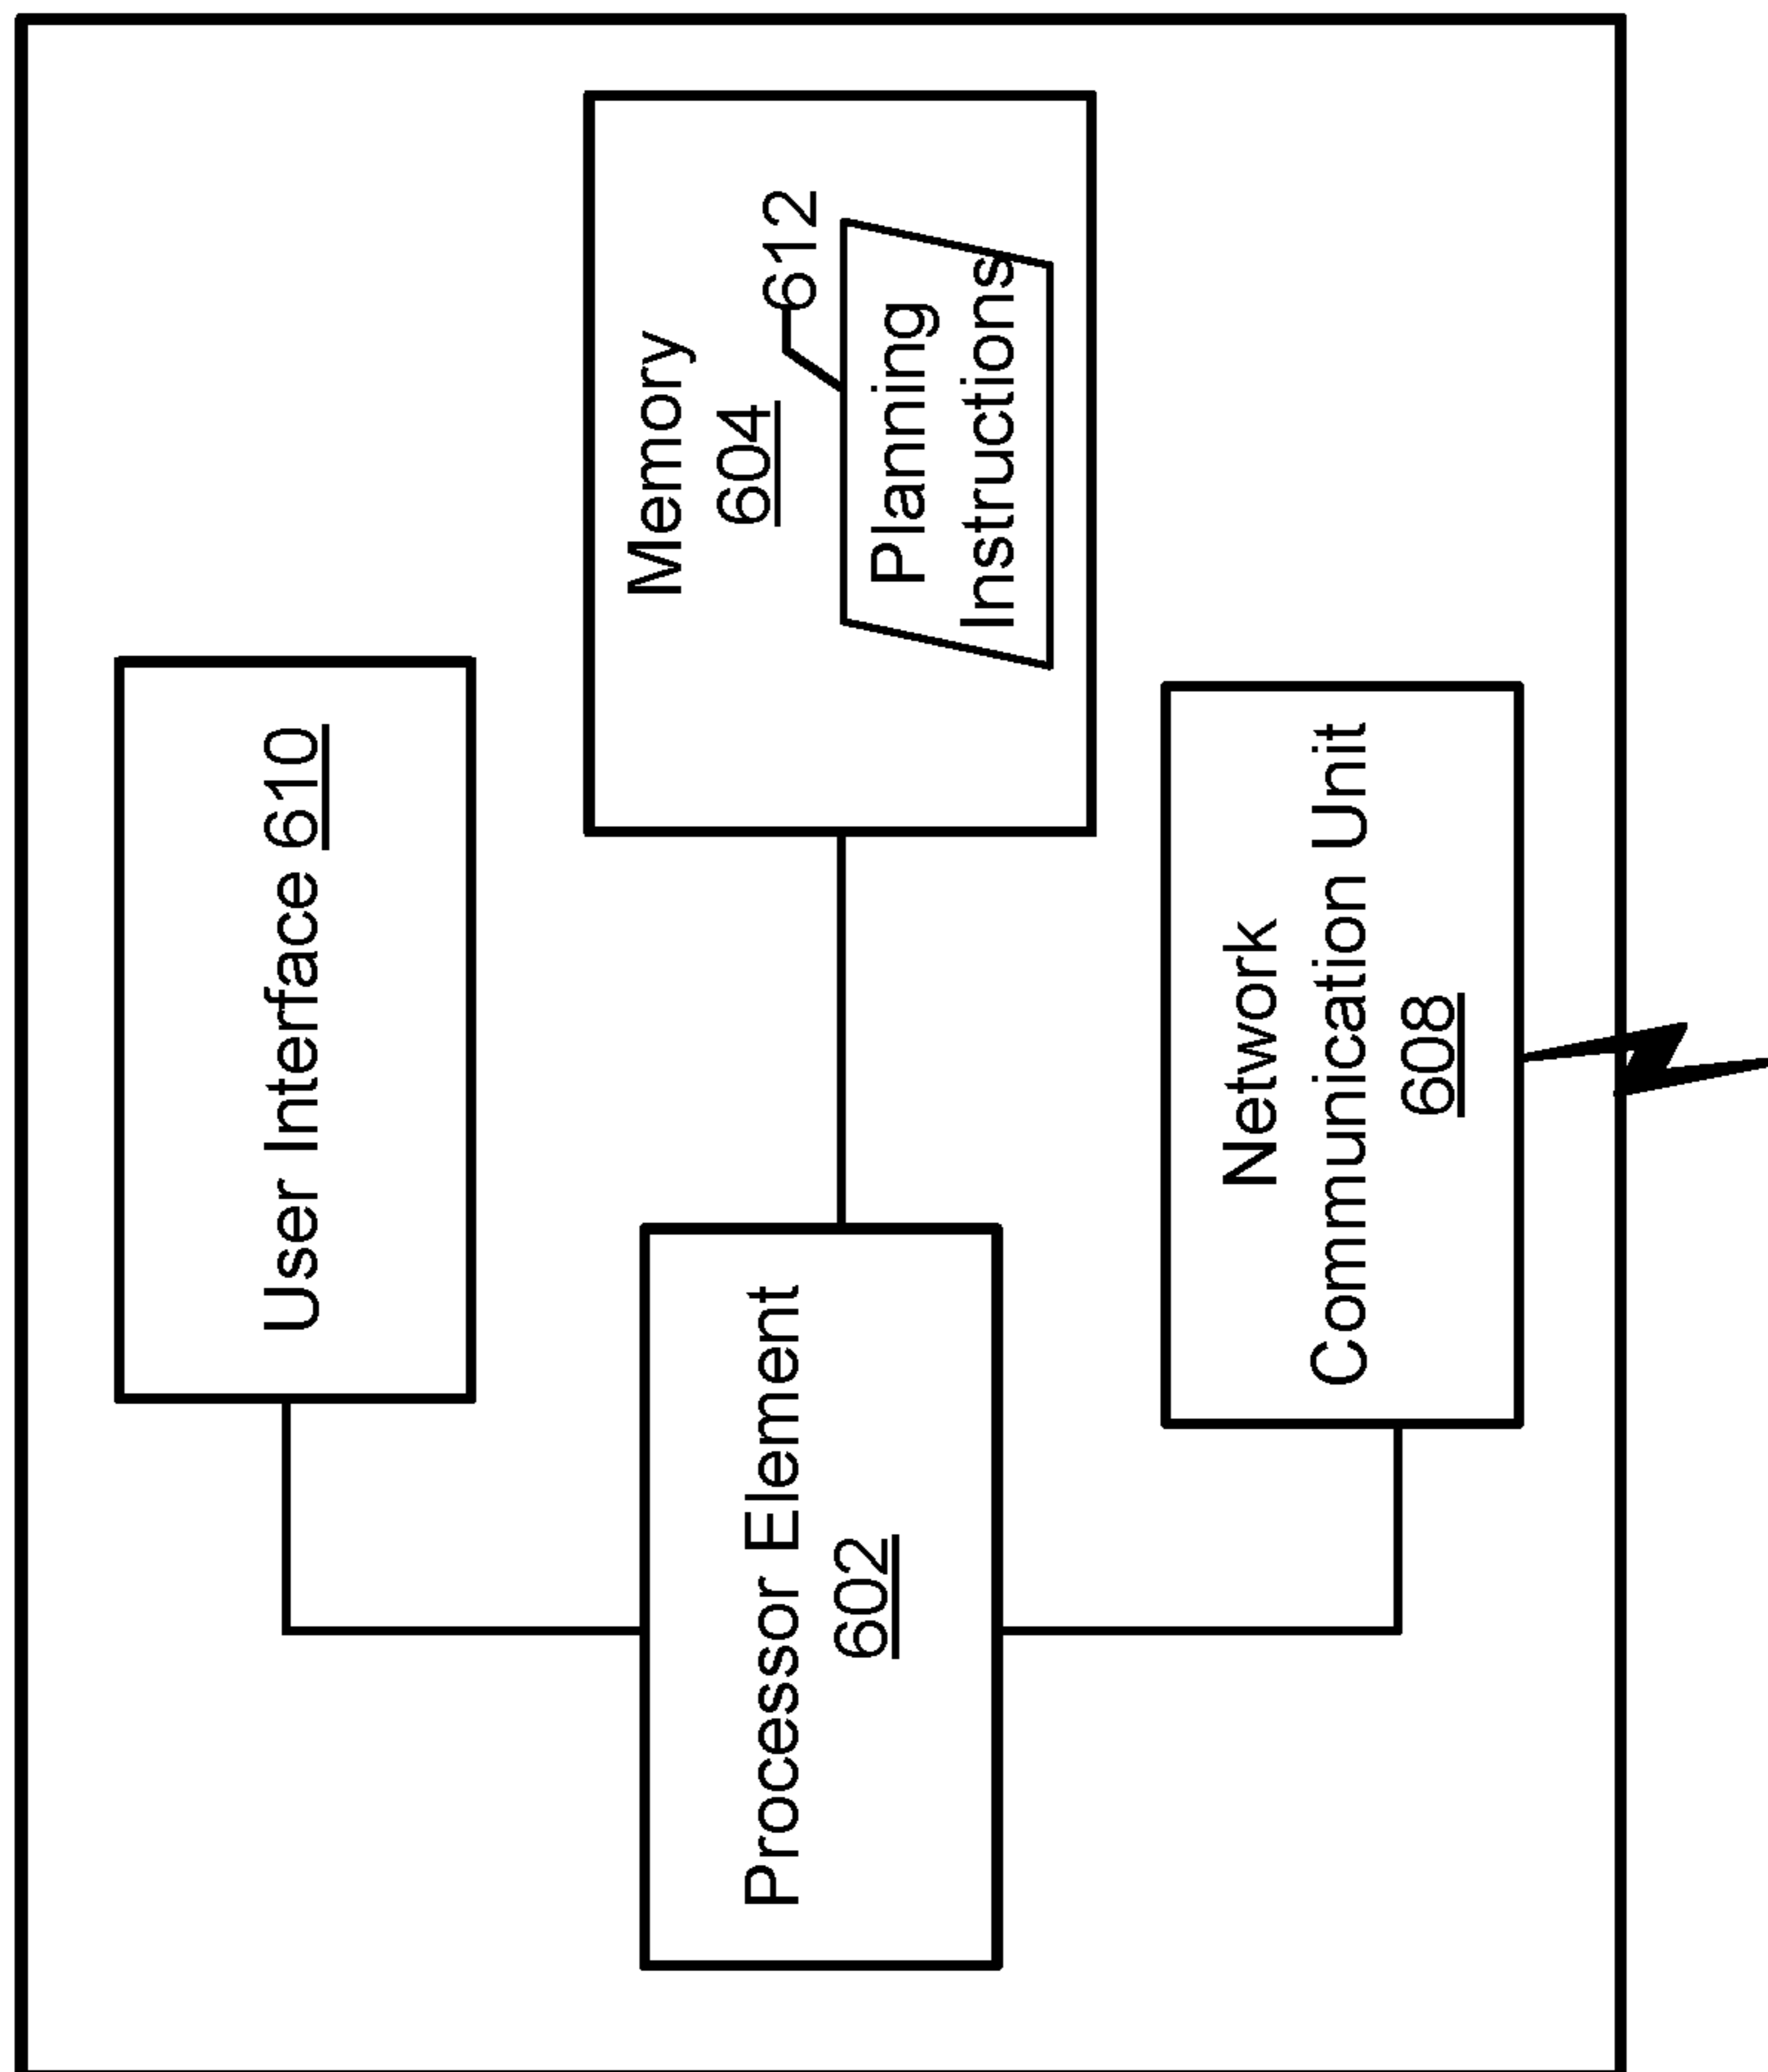 User Interface 610
Memory
604
612
Planning
Instructions
Processor Element
602
Network
Communication Unit
608